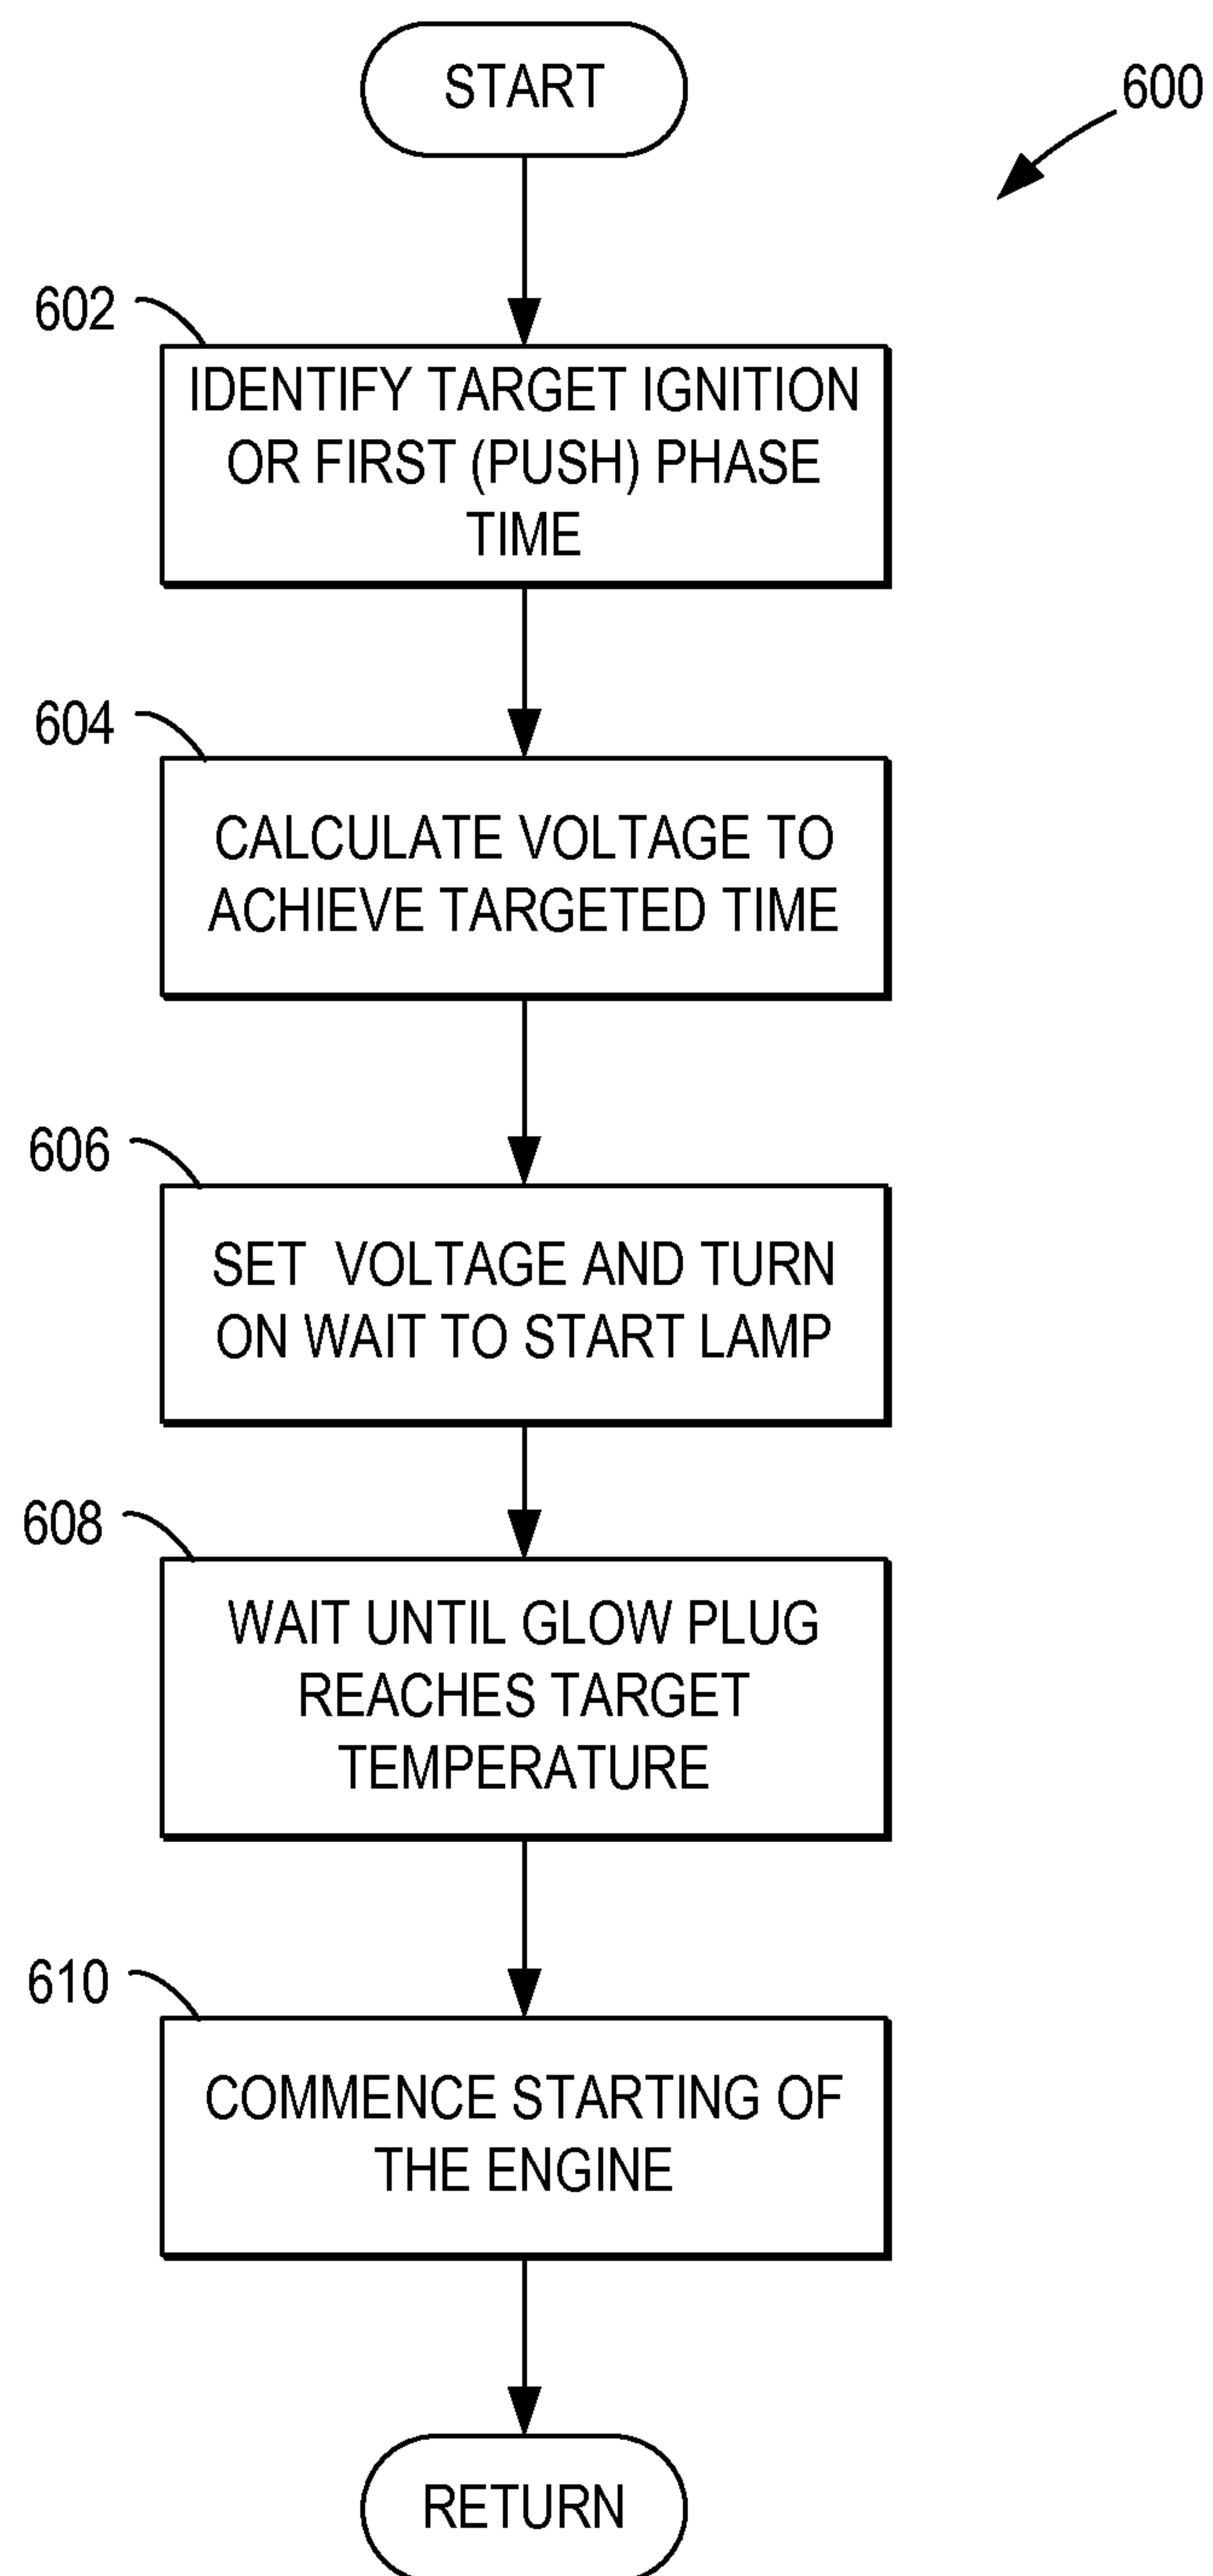 START
600
602
IDENTIFY TARGET IGNITION
OR FIRST (PUSH) PHASE
TIME
604
CALCULATE VOLTAGE TO
ACHIEVE TARGETED TIME
606
SET VOLTAGE AND TURN
ON WAIT TO START LAMP
608
WAIT UNTIL GLOW PLUG
REACHES TARGET
TEMPERATURE
610
COMMENCE STARTING OF
THE ENGINE
RETURN